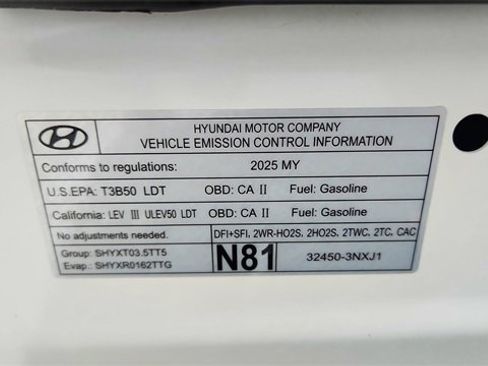 HYUNDAI MOTOR COMPANY
VEHICLE EMISSION CONTROL INFORMATION
Conforms to regulations: 2025 MY
U.S.EPA: T3B50 LDT OBD: CA II Fuel: Gasoline
California: LEV III ULEV50 LDT OBD: CA II Fuel: Gasoline
No adjustments needed. DFI+SFI, 2WR-HO2S, 2HO2S, 2TWC, 2TC, CAC
Group: SHYXT03.5TT5
Evap.: SHYXR0162TTG
N81
32450-3NXJ1